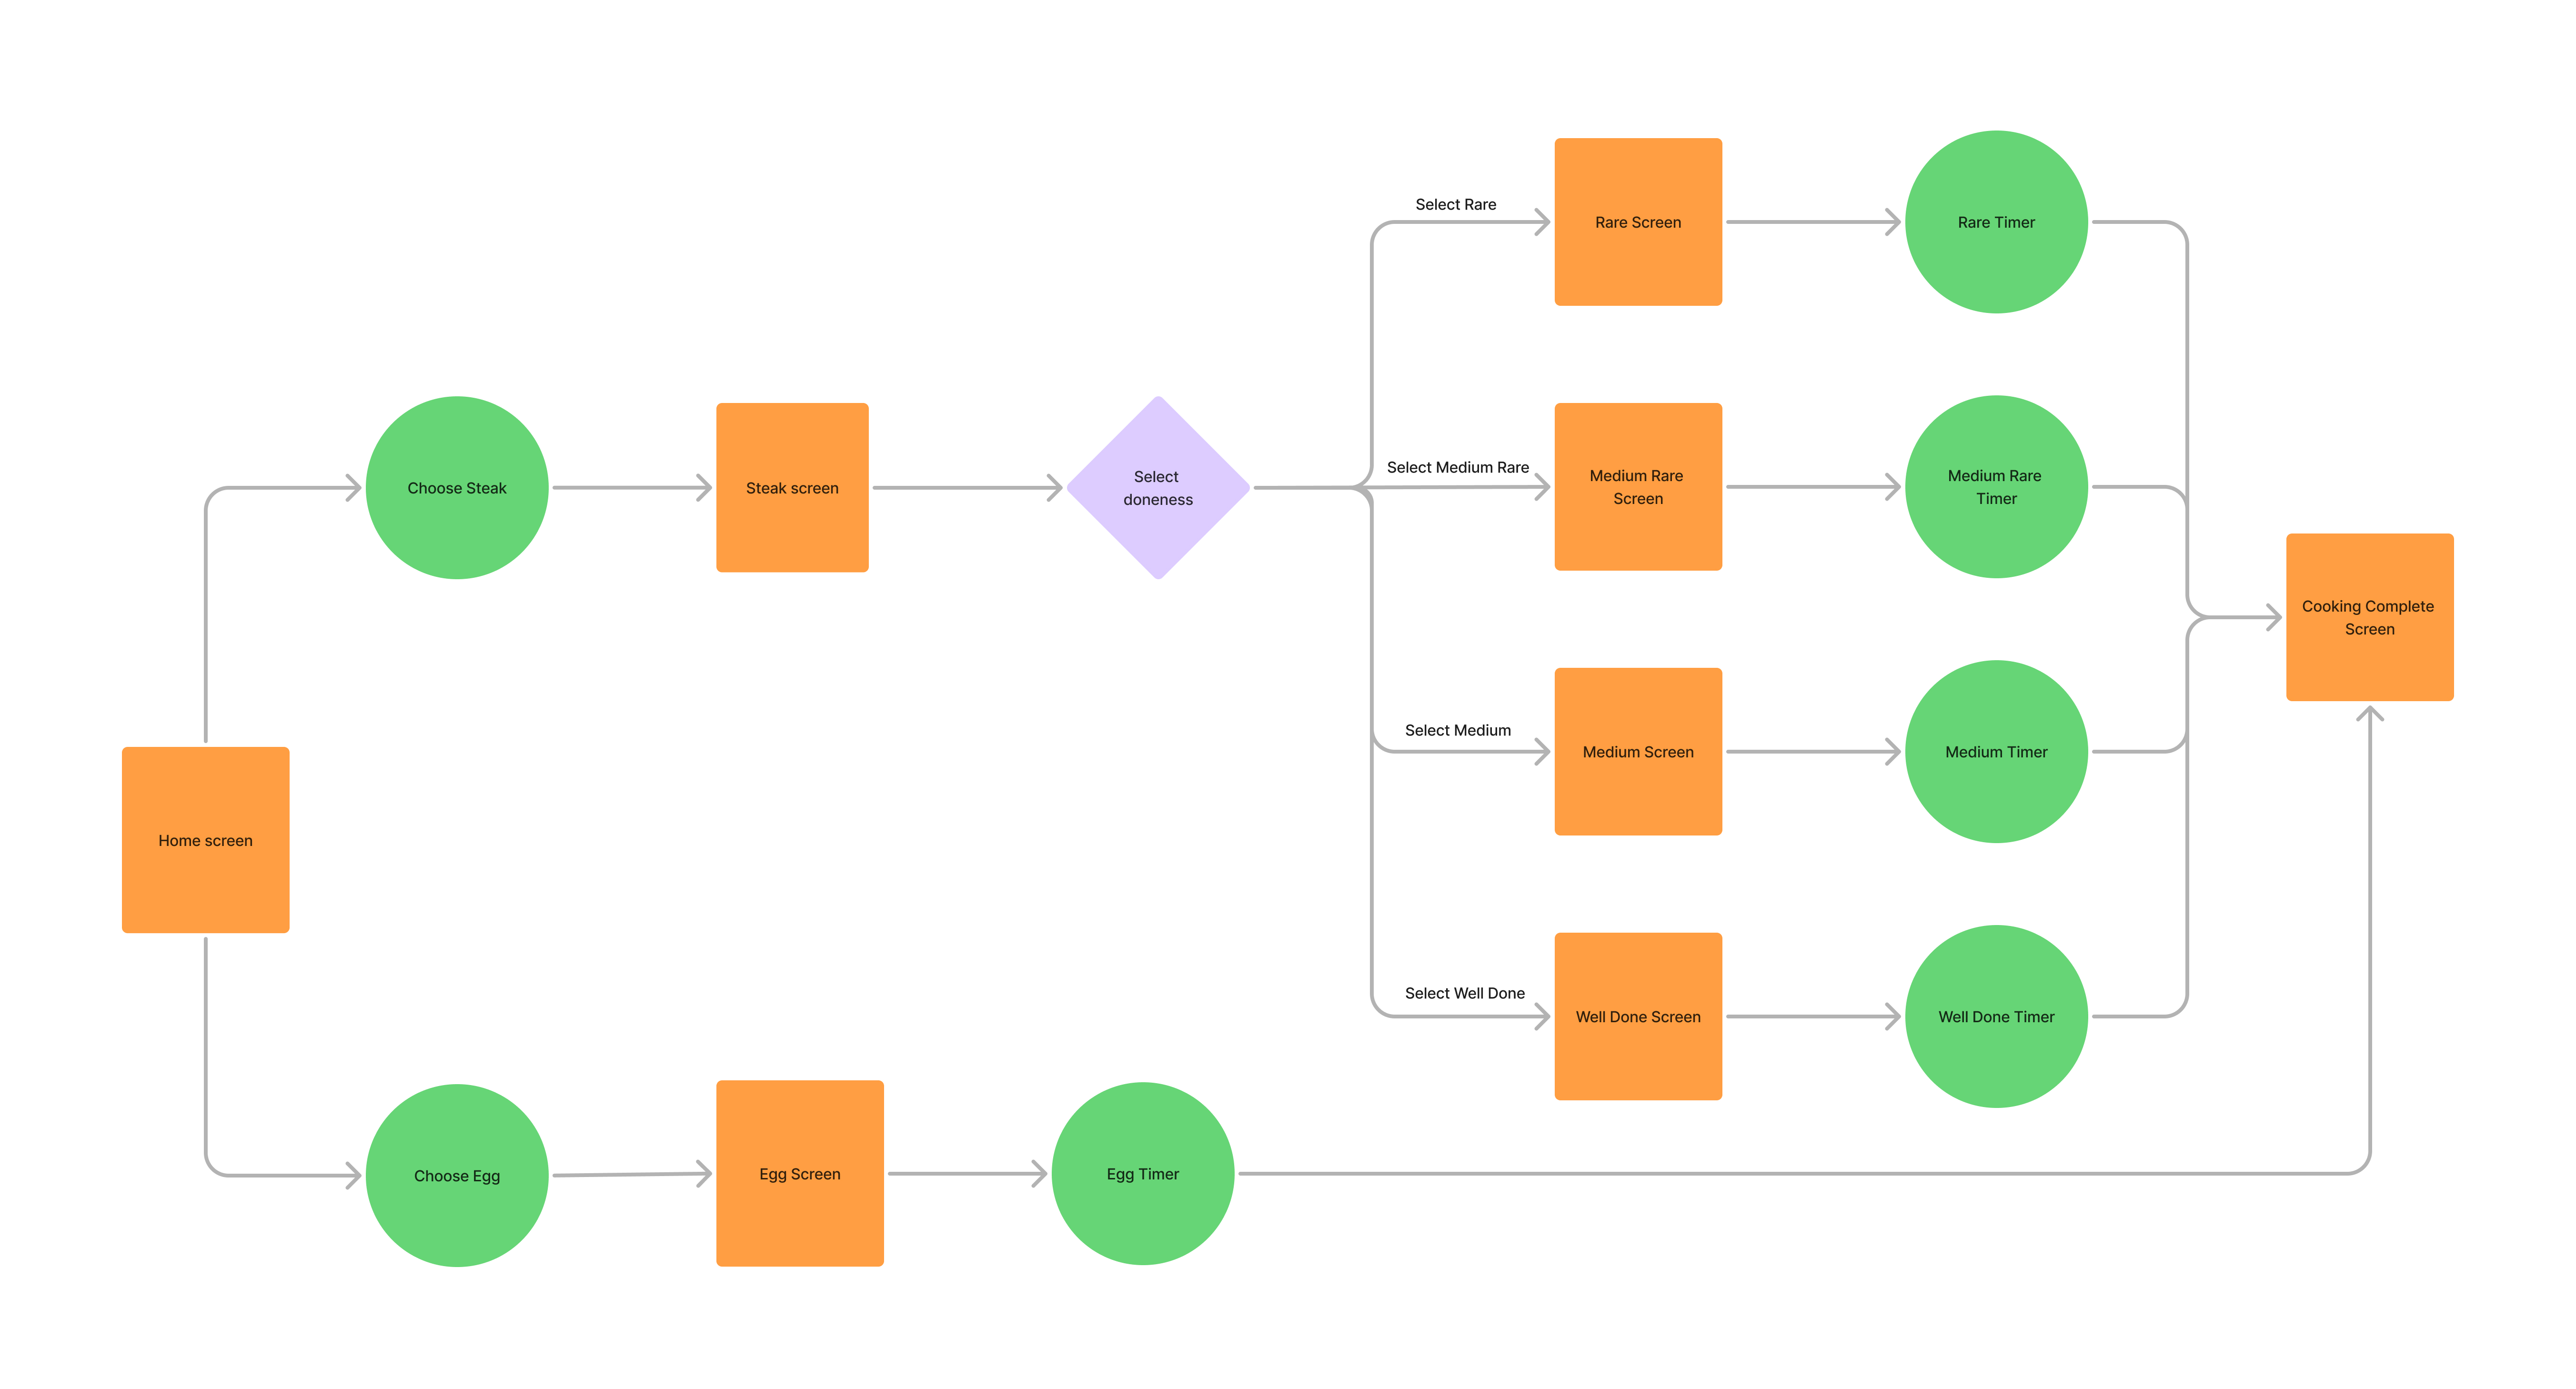 Select Rare
Rare Screen
Rare Timer
Choose Steak
Steak screen
Select
doneness
Select Medium Rare
Medium Rare
Screen
Medium Rare
Timer
Cooking Complete
Screen
Select Medium
Medium Screen
Medium Timer
Home screen
Select Well Done
Well Done Screen
Well Done Timer
Choose Egg
Egg Screen
Egg Timer